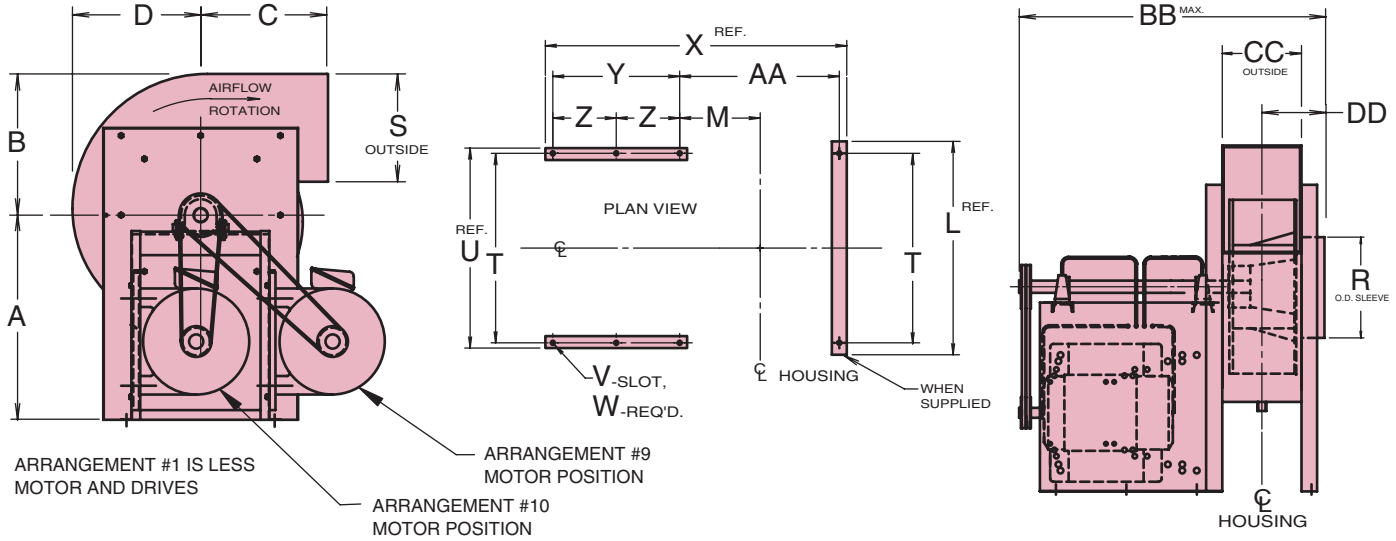 D
C
B
A
AIRFLOW
ROTATION
S
OUTSIDE
ARRANGEMENT #1 IS LESS
MOTOR AND DRIVES
ARRANGEMENT #9
MOTOR POSITION
ARRANGEMENT #10
MOTOR POSITION
X REF.
Y
AA
Z
Z
M
PLAN VIEW
REF.
U
T
℄
T
L REF.
℄ HOUSING
V-SLOT,
W-REQ'D.
WHEN
SUPPLIED
BB MAX.
CC
OUTSIDE
DD
R
O.D. SLEEVE
℄
HOUSING